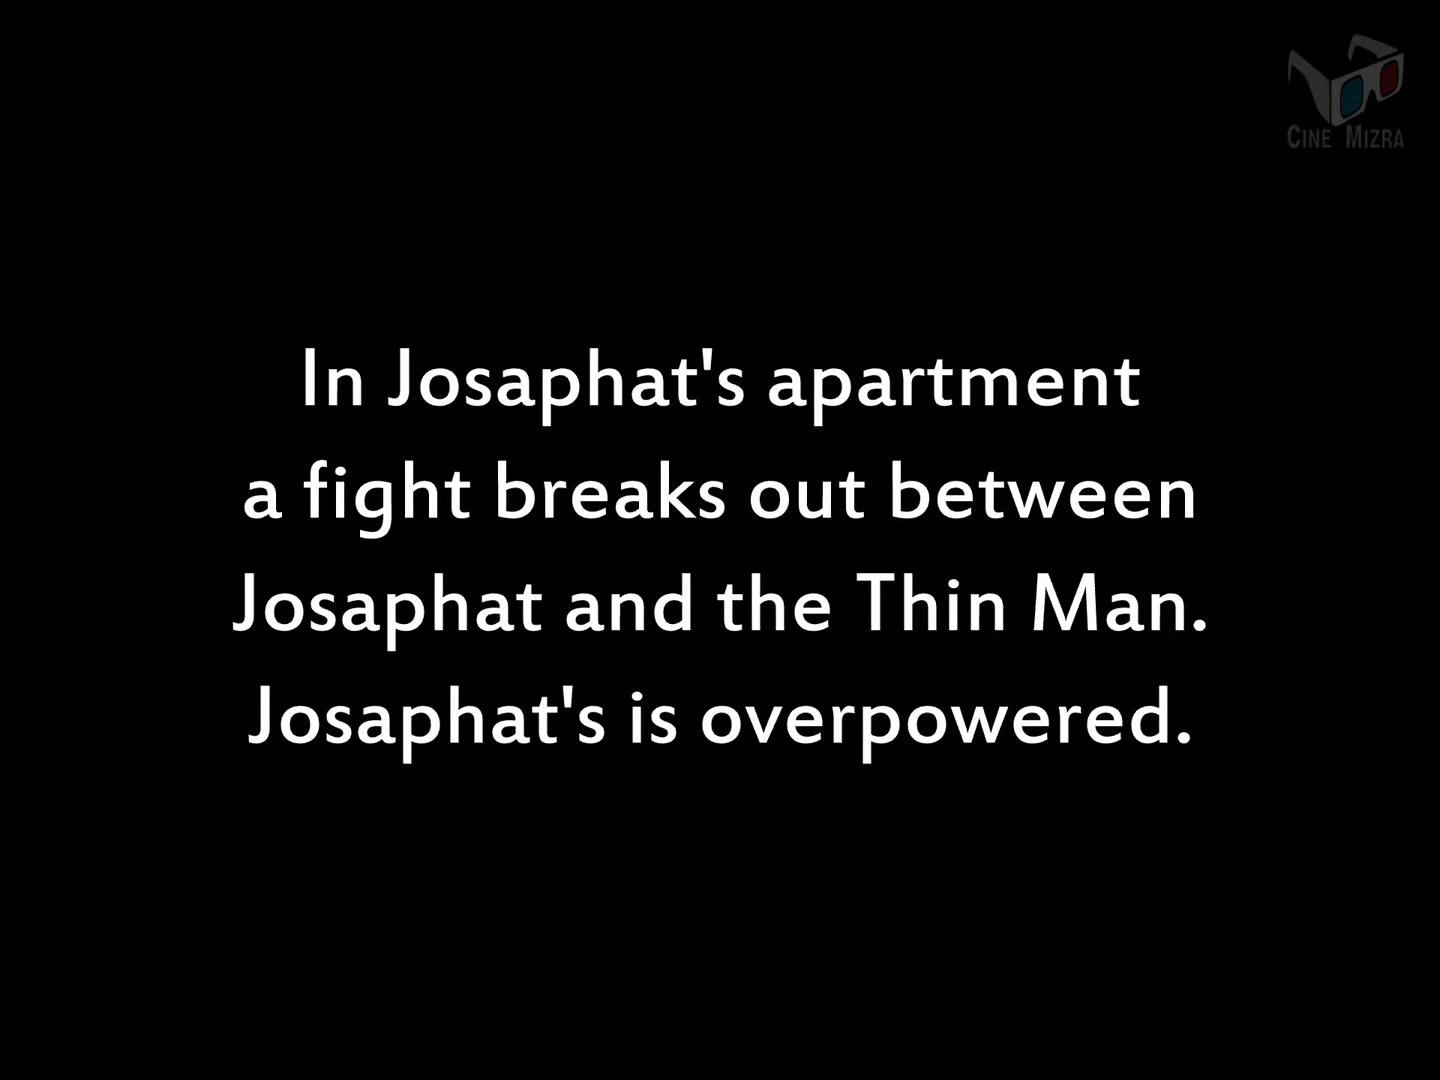 CINE MIZRA
In Josaphat's apartment
a fight breaks out between
Josaphat and the Thin Man.
Josaphat's is overpowered.